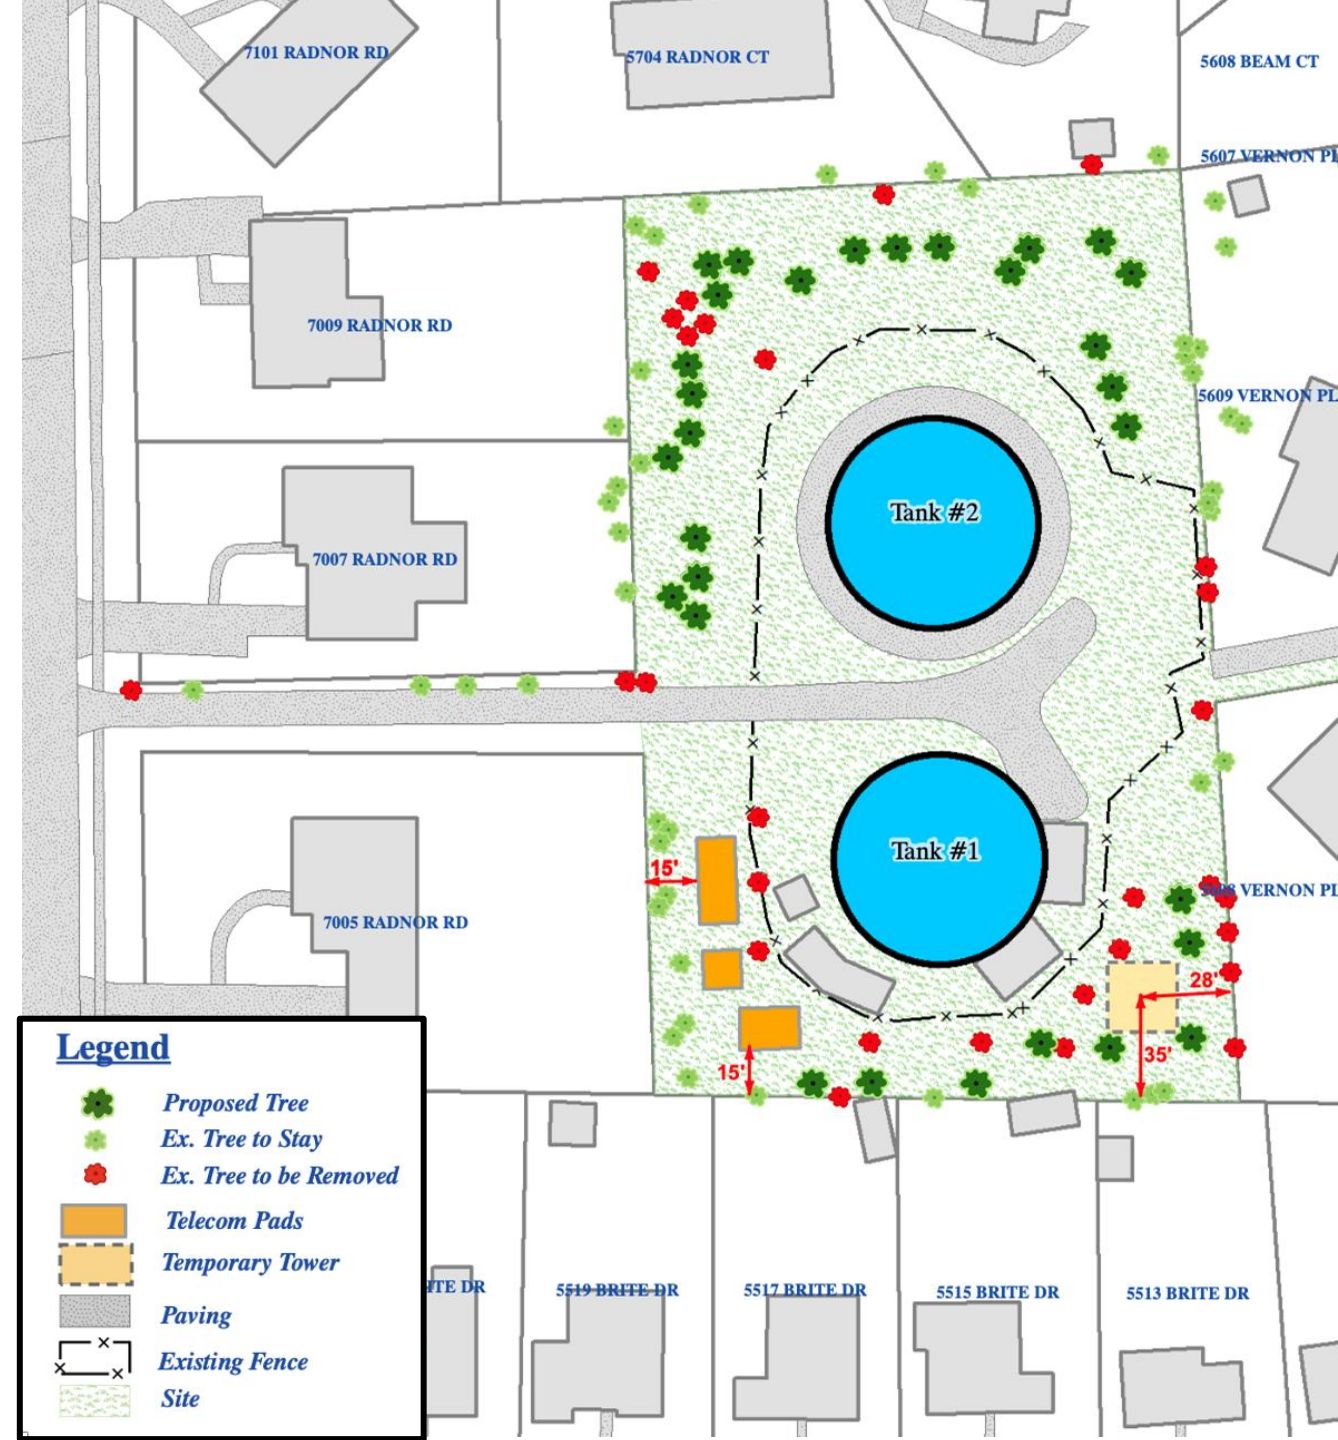 7101 RADNOR RD
5704 RADNOR CT
5608 BEAM CT
5607 VERNON PL
7009 RADNOR RD
5609 VERNON PL
Tank #2
7007 RADNOR RD
Tank #1
15'
VERNON PL
7005 RADNOR RD
28'
35'
15'
Legend
Proposed Tree
Ex. Tree to Stay
Ex. Tree to be Removed
Telecom Pads
Temporary Tower
Paving
Existing Fence
Site
DR
5519 BRITE DR
5517 BRITE DR
5515 BRITE DR
5513 BRITE DR